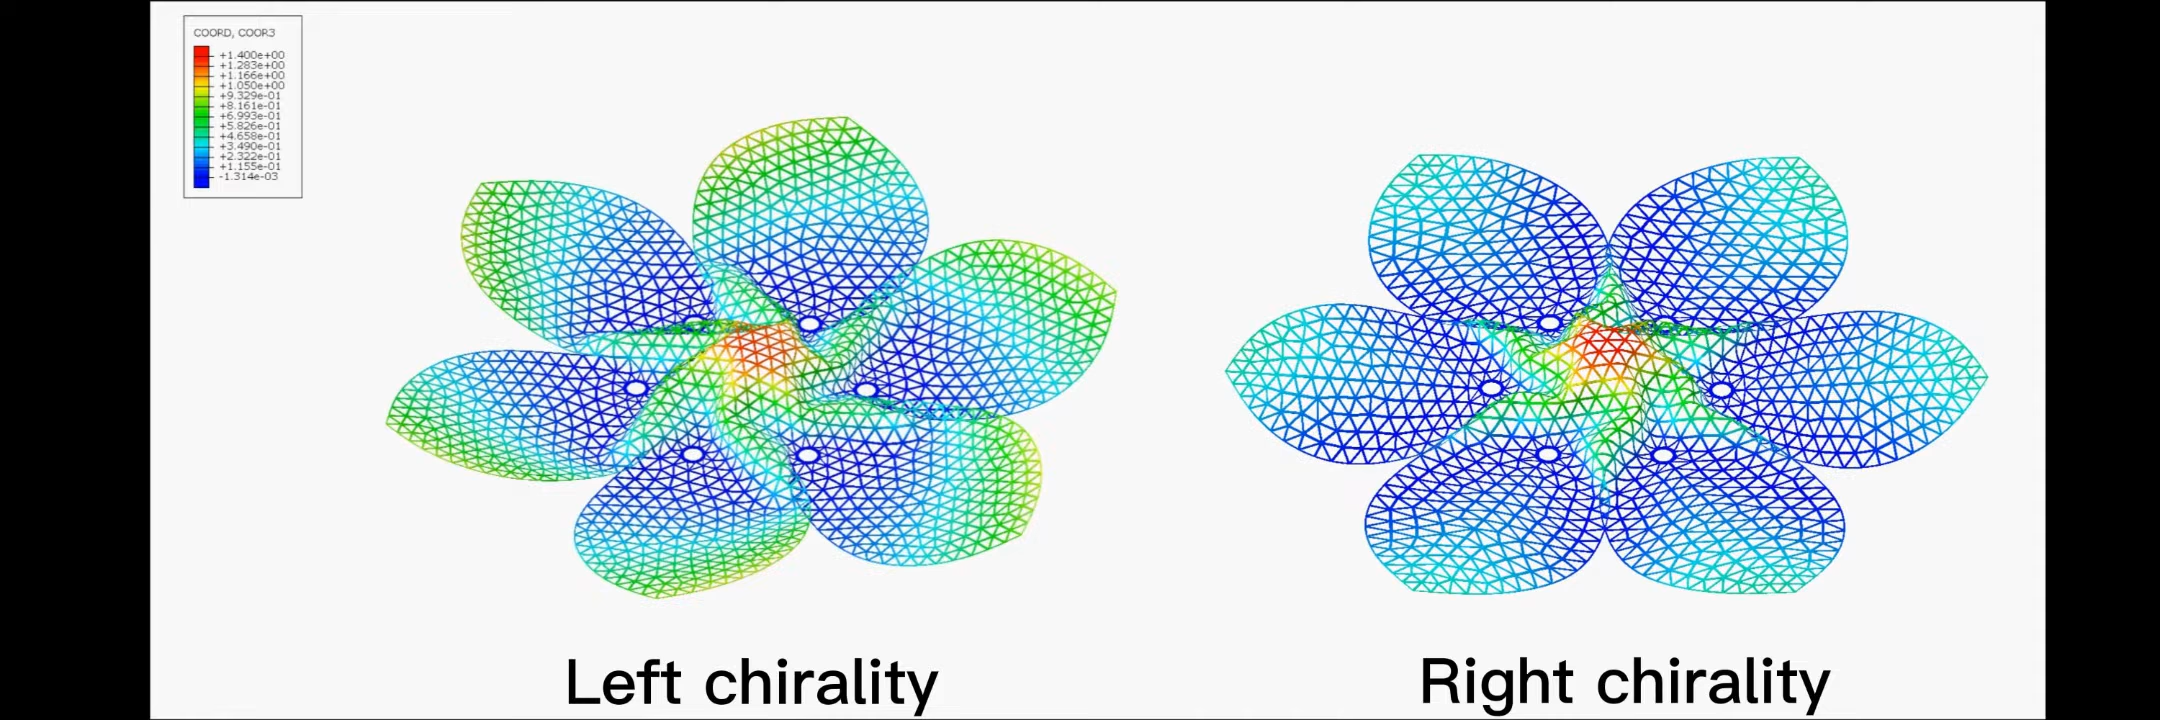 COORD, COOR3
+1.400e+00
+1.283e+00
+1.166e+00
+1.050e+00
+9.329e-01
+8.161e-01
+6.993e-01
+5.826e-01
+4.658e-01
+3.490e-01
+2.322e-01
+1.155e-01
-1.314e-03
Left chirality
Right chirality